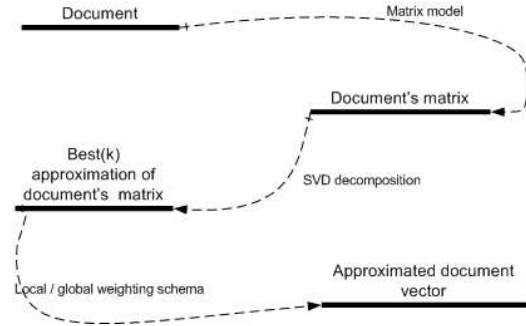 Document
Matrix model
Document's matrix
Best(k)
approximation of
document's matrix
SVD decomposition
Local / global weighting schema
Approximated document
vector